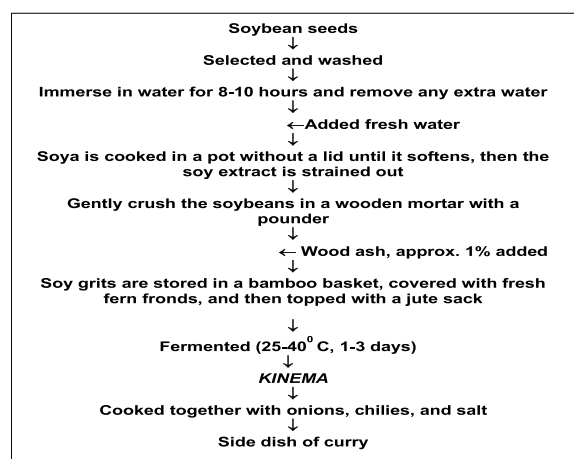 Soybean seeds
↓
Selected and washed
↓
Immerse in water for 8-10 hours and remove any extra water
↓
←Added fresh water
↓
Soya is cooked in a pot without a lid until it softens, then the
soy extract is strained out
↓
Gently crush the soybeans in a wooden mortar with a
pounder
↓
← Wood ash, approx. 1% added
↓
Soy grits are stored in a bamboo basket, covered with fresh
fern fronds, and then topped with a jute sack
↓
Fermented (25-40⁰ C, 1-3 days)
↓
KINEMA
↓
Cooked together with onions, chilies, and salt
↓
Side dish of curry